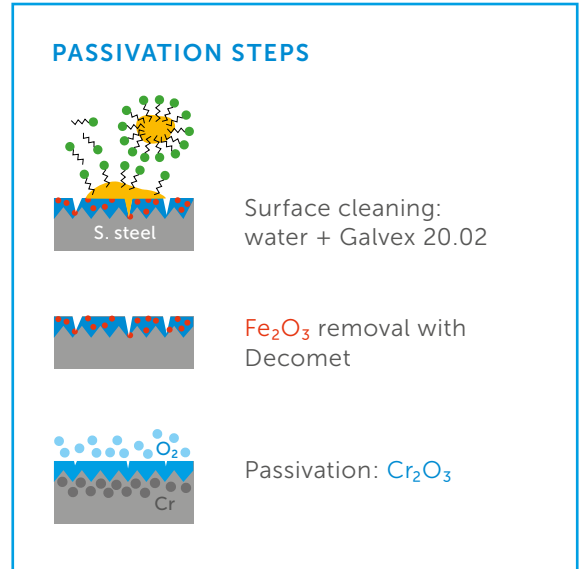 PASSIVATION STEPS
S. steel
Surface cleaning:
water + Galvex 20.02
Fe₂O₃ removal with
Decomet
O₂
Cr
Passivation: Cr₂O₃